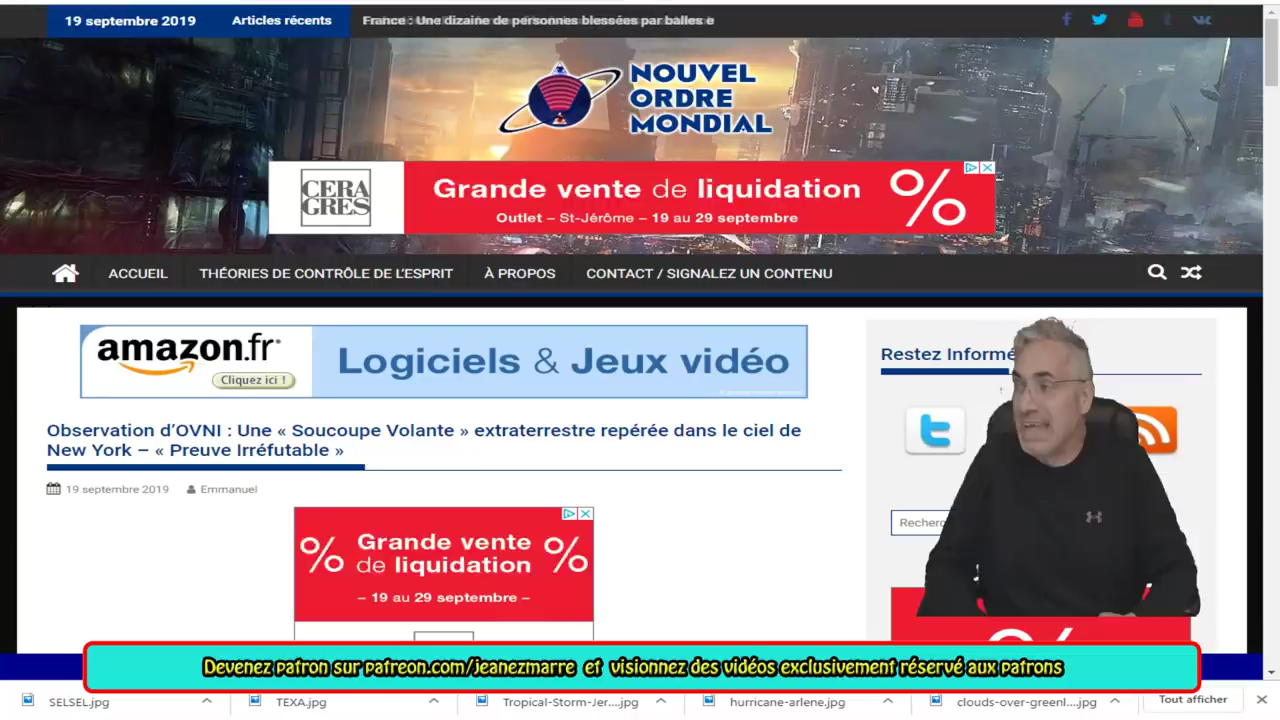 19 septembre 2019
Articles récents
France : Une dizaine de personnes blessées par balles
NOUVEL
ORDRE
MONDIAL
CERA
GRES
Grande vente de liquidation
Outlet – St-Jérôme – 19 au 29 septembre
%
ACCUEIL
THÉORIES DE CONTRÔLE DE L'ESPRIT
À PROPOS
CONTACT / SIGNALEZ UN CONTENU
amazon.fr
Cliquez ici !
Logiciels & Jeux vidéo
Restez Informé
Observation d'OVNI : Une « Soucoupe Volante » extraterrestre repérée dans le ciel de
New York – « Preuve Irréfutable »
19 septembre 2019
Emmanuel
Recherc
% Grande vente %
de liquidation
– 19 au 29 septembre –
Devenez patron sur patreon.com/jeanezmarre et visionnez des vidéos exclusivement réservé aux patrons
SELSEL.jpg
TEXA.jpg
Tropical-Storm-Jer....jpg
hurricane-arlene.jpg
clouds-over-greenl....jpg
Tout afficher